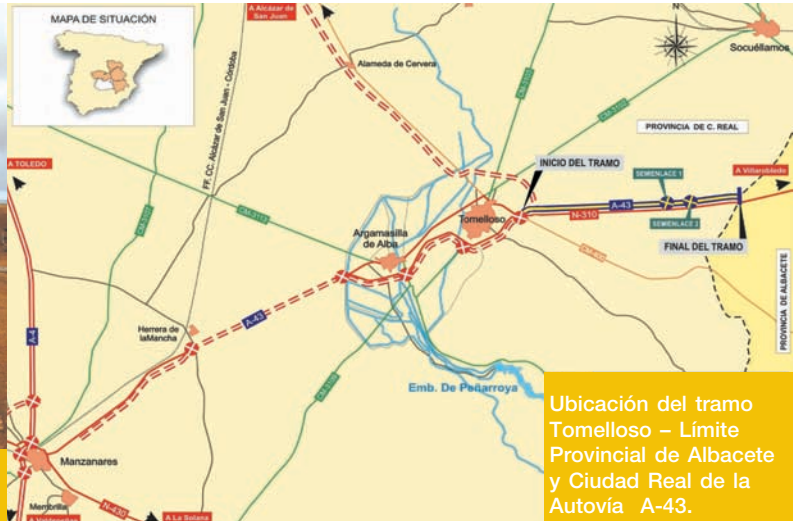 MAPA DE SITUACIÓN
A Alcázar de
San Juan
Alameda de Cervera
Socuéllamos
FF. CC. Alcázar de San Juan - Córdoba
CM-3103
PROVINCIA DE C. REAL
A TOLEDO
INICIO DEL TRAMO
A Villarobledo
SEMIENLACE 1
A-43
N-310
SEMIENLACE 2
FINAL DEL TRAMO
Tomelloso
CM-3113
Argamasilla
de Alba
CM-400
PROVINCIA DE ALBACETE
A-43
A-4
Herrera de
laMancha
Emb. De Peñarroya
Manzanares
Membrilla
N-430
A La Solana
A Valdepeñas
Ubicación del tramo
Tomelloso – Límite
Provincial de Albacete
y Ciudad Real de la
Autovía A-43.